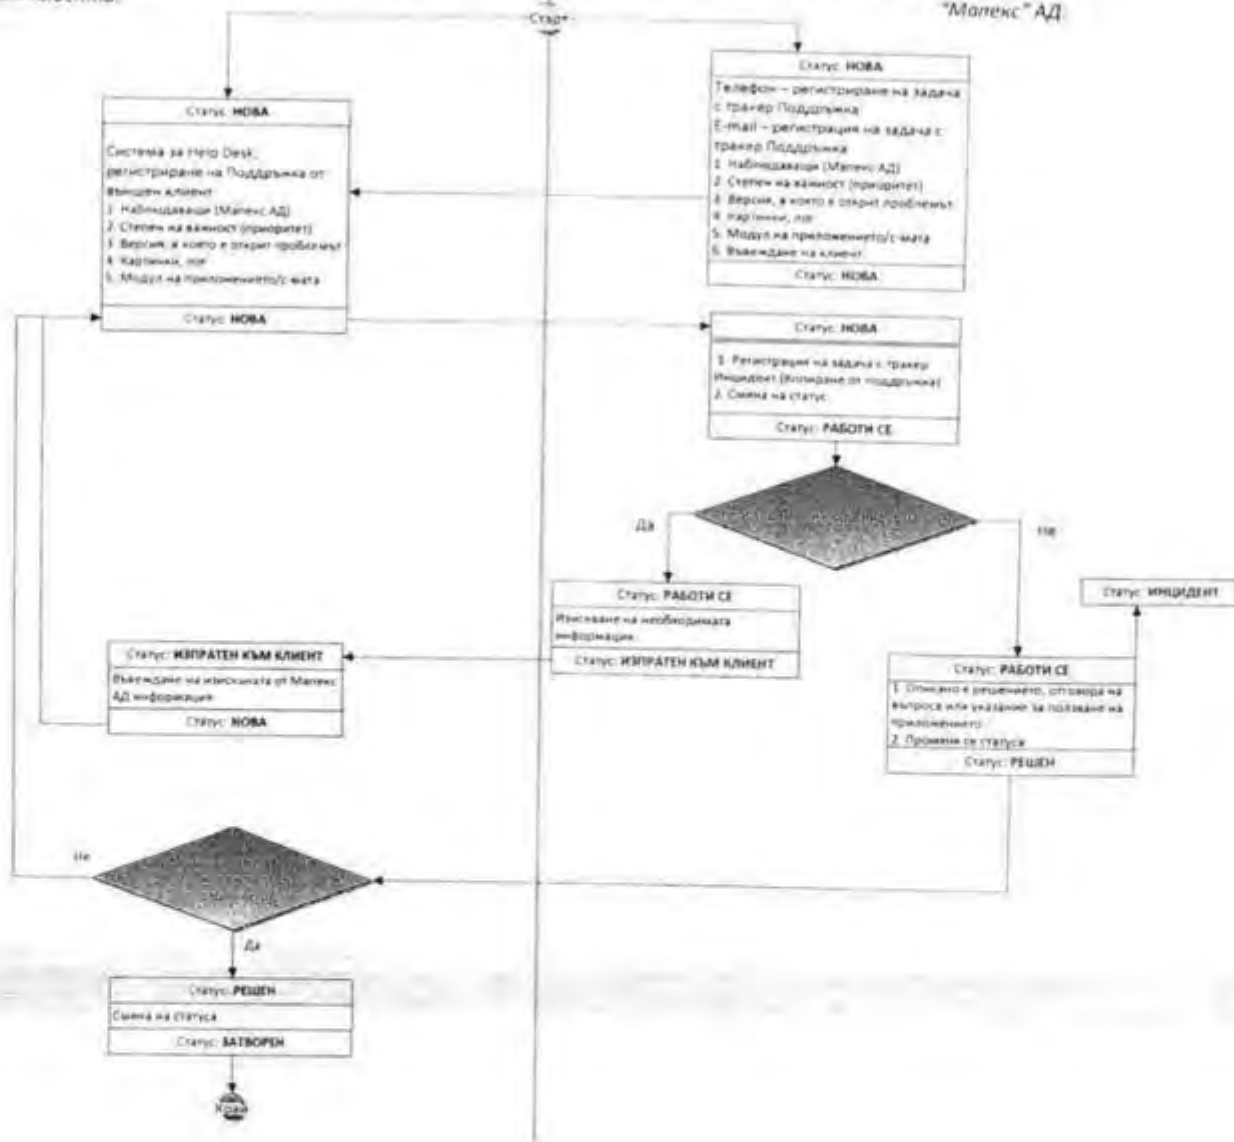 "Мапекс" АД
Старт
Статус: НОВА
Телефон – регистриране на задача
с тракер Поддръжка
E-mail – регистрация на задача с
тракер Поддръжка
1. Наблюдаващи (Мапекс АД)
2. Степен на важност (приоритет)
3. Версия, в която е открит проблемът
4. Картинки, лог
5. Модул на приложението/с-мата
6. Въвеждане на клиент
Статус: НОВА
Статус: НОВА
Система за Help Desk,
регистриране на Поддръжка от
външен клиент
1. Наблюдаващи (Мапекс АД)
2. Степен на важност (приоритет)
3. Версия, в която е открит проблемът
4. Картинки, лог
5. Модул на приложението/с-мата
Статус: НОВА
Статус: НОВА
1. Регистрация на задача с тракер
Инцидент (Копиране от поддръжка)
2. Смяна на статус
Статус: РАБОТИ СЕ
Да
Не
Статус: РАБОТИ СЕ
Изискване на необходимата
информация
Статус: ИЗПРАТЕН КЪМ КЛИЕНТ
Статус: ИНЦИДЕНТ
Статус: ИЗПРАТЕН КЪМ КЛИЕНТ
Въвеждане на изисканата от Мапекс
АД информация
Статус: НОВА
Статус: РАБОТИ СЕ
1. Описано е решението, отговора на
въпроса или указание за ползване на
приложението
2. Променя се статуса
Статус: РЕШЕН
Не
Да
Статус: РЕШЕН
Смяна на статуса
Статус: ЗАТВОРЕН
Край